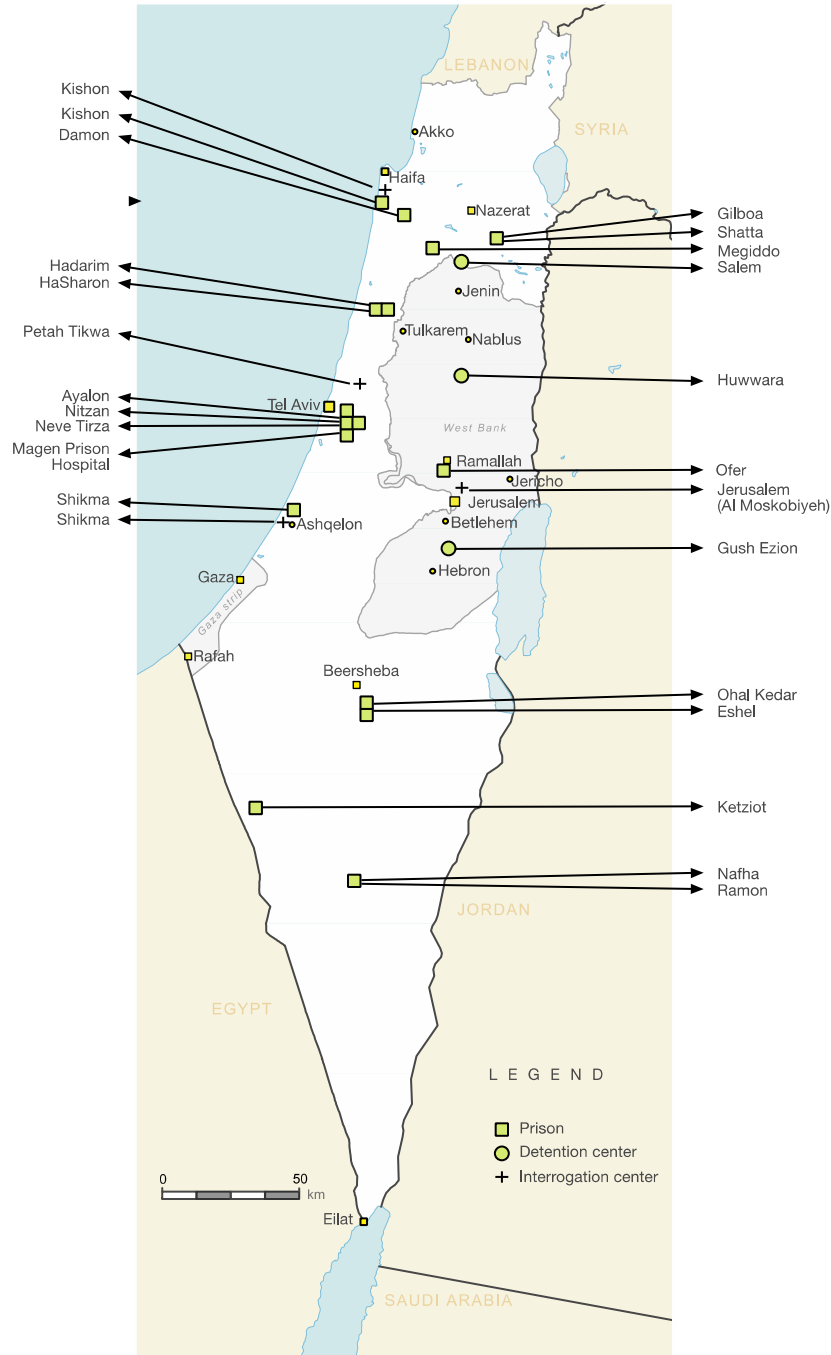 LEBANON
SYRIA
Kishon
Kishon
Damon
Akko
Haifa
Nazerat
Gilboa
Shatta
Megiddo
Salem
Hadarim
HaSharon
Jenin
Petah Tikwa
Tulkarem
Nablus
Huwwara
Ayalon
Nitzan
Neve Tirza
Magen Prison
Hospital
Tel Aviv
West Bank
Ramallah
Ofer
Jericho
Jerusalem
(Al Moskobiyeh)
Jerusalem
Shikma
Shikma
Ashqelon
Betlehem
Gush Ezion
Hebron
Gaza
Gaza strip
Rafah
Beersheba
Ohal Kedar
Eshel
Ketziot
Nafha
Ramon
JORDAN
EGYPT
LEGEND
Prison
Detention center
Interrogation center
0 50
km
Eilat
SAUDI ARABIA